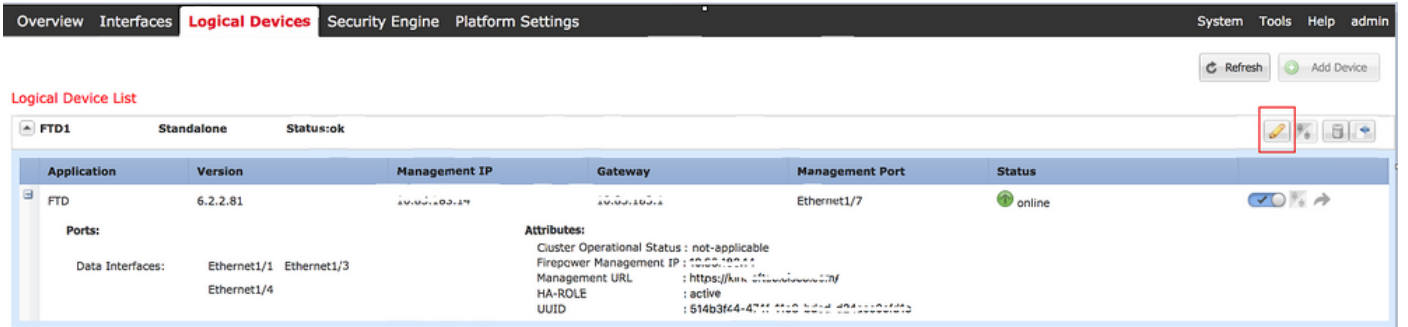 Overview Interfaces Logical Devices Security Engine Platform Settings System Tools Help admin
Refresh Add Device
Logical Device List
FTD1 Standalone Status:ok
Application Version Management IP Gateway Management Port Status
FTD 6.2.2.81 Ethernet1/7 online
Ports: Attributes:
Cluster Operational Status : not-applicable
Data Interfaces: Ethernet1/1 Ethernet1/3 Firepower Management IP :
Ethernet1/4 Management URL :
HA-ROLE : active
UUID :